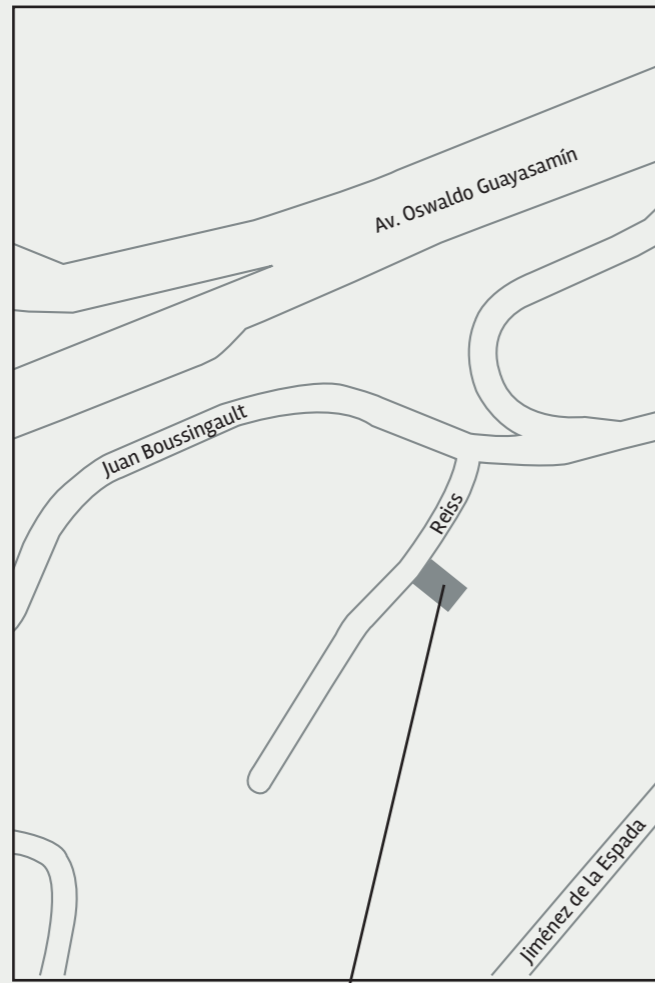 Av. Oswaldo Guayasamín
Juan Boussingault
Reiss
Jiménez de la Espada